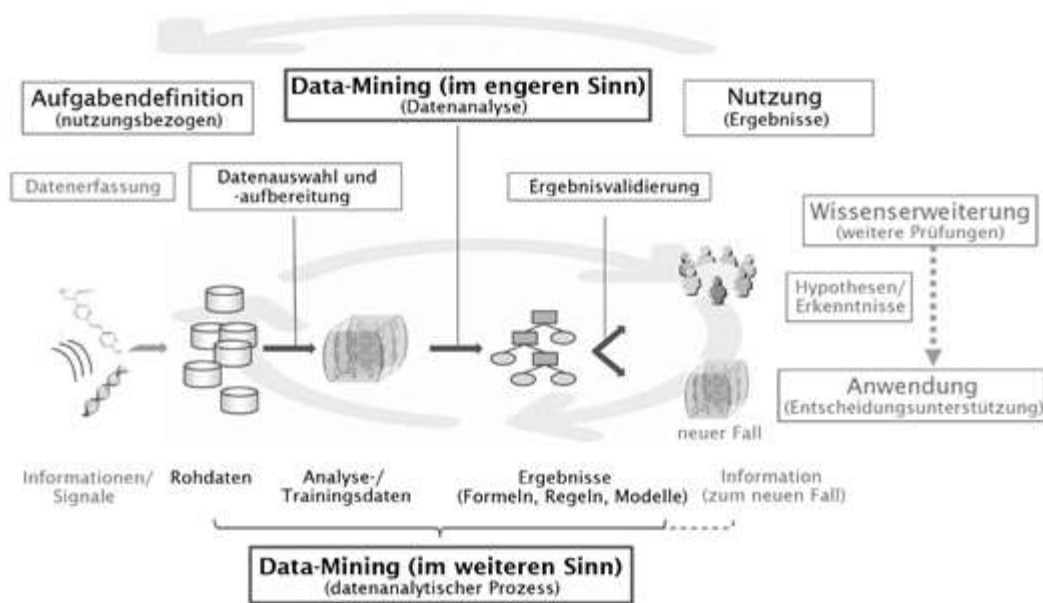 Data-Mining (im engeren Sinn)
(Datenanalyse)
Aufgabendefinition
(nutzungsbezogen)
Nutzung
(Ergebnisse)
Datenerfassung
Datenauswahl und
-aufbereitung
Ergebnisvalidierung
Wissenserweiterung
(weitere Prüfungen)
Hypothesen/
Erkenntnisse
Anwendung
(Entscheidungsunterstützung)
neuer Fall
Informationen/
Signale
Rohdaten
Analyse-/
Trainingsdaten
Ergebnisse
(Formeln, Regeln, Modelle)
Information
(zum neuen Fall)
Data-Mining (im weiteren Sinn)
(datenanalytischer Prozess)